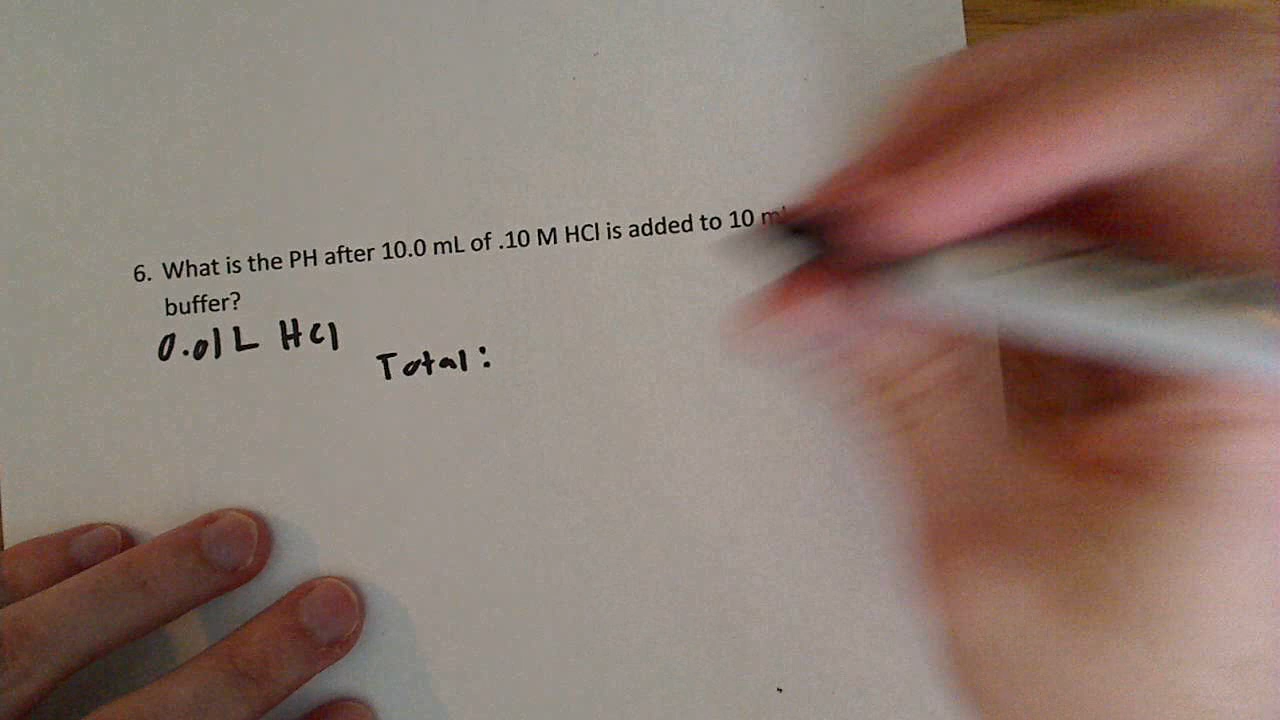 6. What is the PH after 10.0 mL of .10 M HCl is added to 10
buffer?
0.01L HCl
Total: